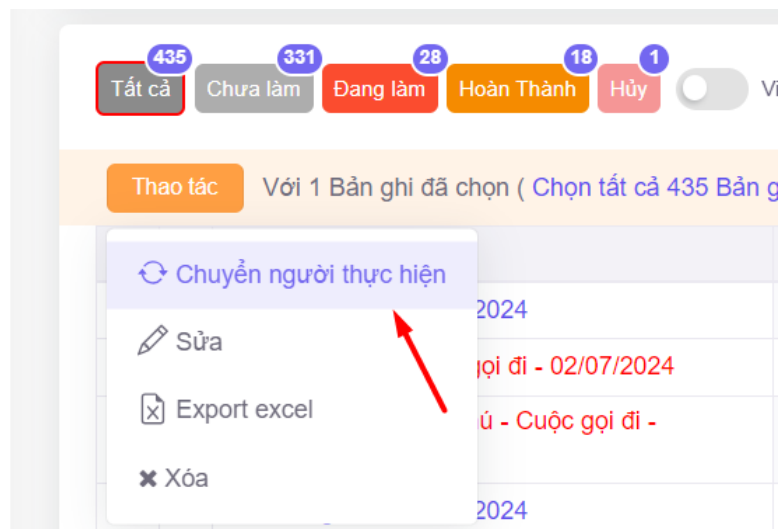 435 331 28 18 1
Tất cả Chưa làm Đang làm Hoàn Thành Hủy
Thao tác Với 1 Bản ghi đã chọn ( Chọn tất cả 435 Bản
Chuyển người thực hiện
2024
Sửa
gọi đi - 02/07/2024
Export excel
- Cuộc gọi đi -
Xóa
2024